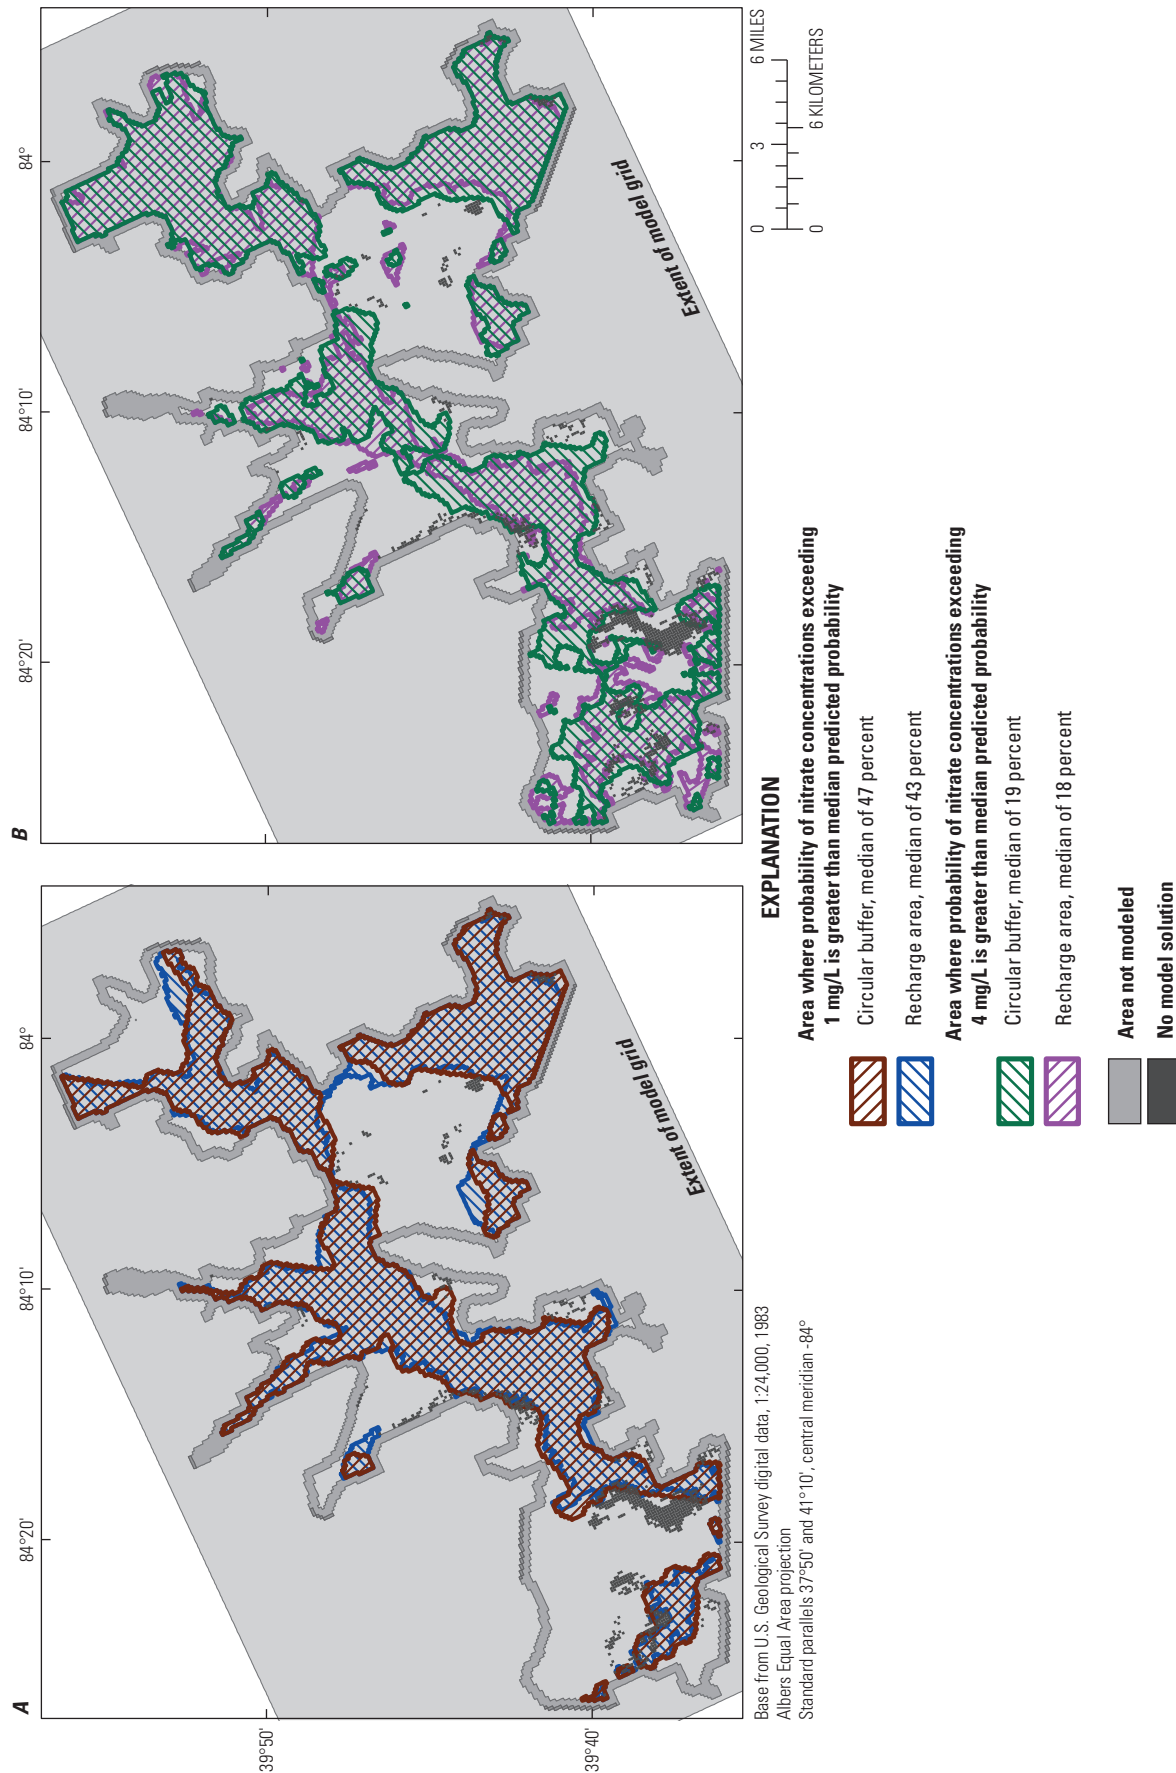 A
84°20'
84°10'
84°
39°50'
39°40'
Extent of model grid
B
84°20'
84°10'
84°
Extent of model grid
Base from U.S. Geological Survey digital data, 1:24,000, 1983
Albers Equal Area projection
Standard parallels 37°50' and 41°10', central meridian -84°
0 3 6 MILES
0 6 KILOMETERS
EXPLANATION
Area where probability of nitrate concentrations exceeding
1 mg/L is greater than median predicted probability
Circular buffer, median of 47 percent
Recharge area, median of 43 percent
Area where probability of nitrate concentrations exceeding
4 mg/L is greater than median predicted probability
Circular buffer, median of 19 percent
Recharge area, median of 18 percent
Area not modeled
No model solution